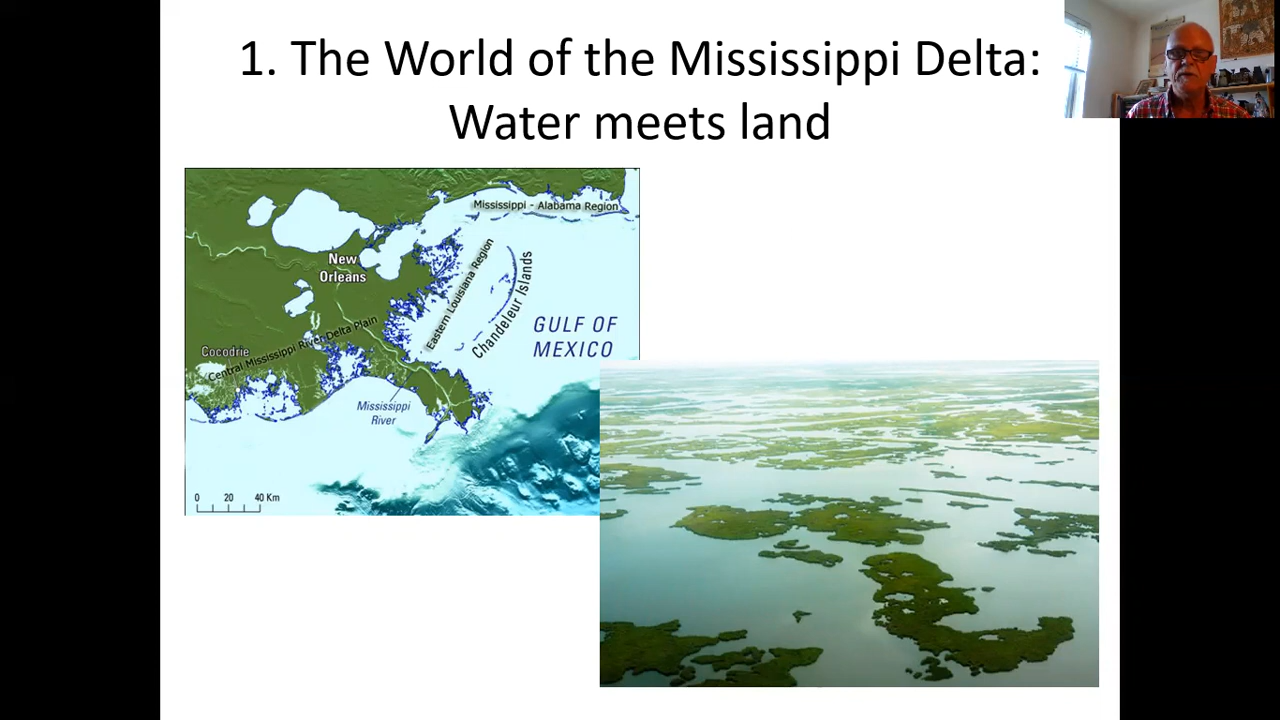 1. The World of the Mississippi Delta:
Water meets land
Mississippi - Alabama Region
New
Orleans
Eastern Louisiana Region
Chandeleur Islands
GULF OF
MEXICO
Central Mississippi River Delta Plain
Cocodrie
Mississippi
River
0 20 40 Km